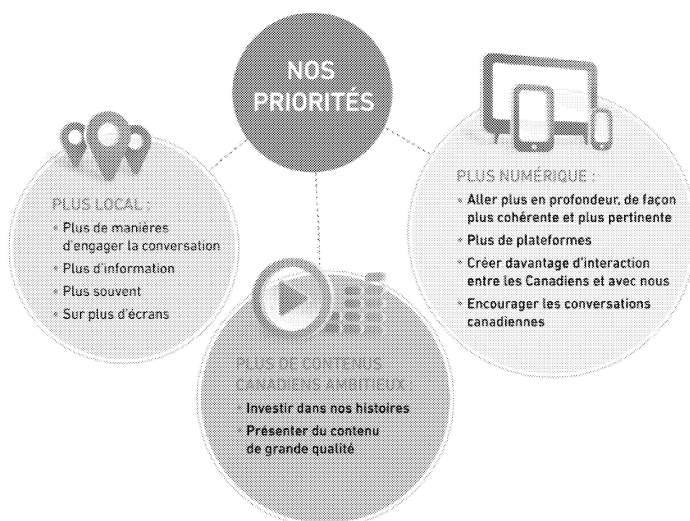 NOS
PRIORITÉS
PLUS LOCAL :
• Plus de manières
d'engager la conversation
• Plus d'information
• Plus souvent
• Sur plus d'écrans
PLUS DE CONTENUS
CANADIENS AMBITIEUX :
• Investir dans nos histoires
• Présenter du contenu
de grande qualité
PLUS NUMÉRIQUE :
• Aller plus en profondeur, de façon
plus cohérente et plus pertinente
• Plus de plateformes
• Créer davantage d'interaction
entre les Canadiens et avec nous
• Encourager les conversations
canadiennes